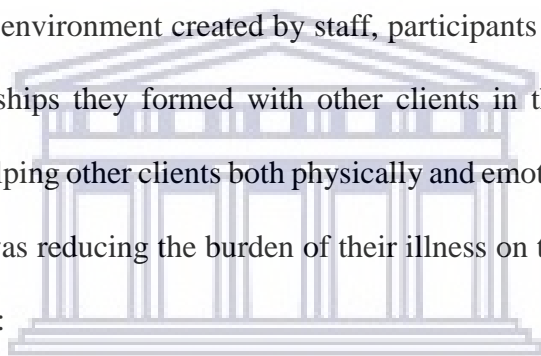 environment created by staff, participants
ships they formed with other clients in
lping other clients both physically and
as reducing the burden of their illness on
: